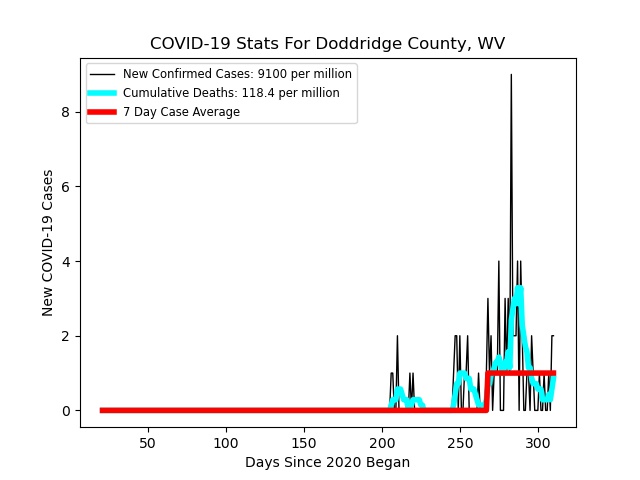 COVID-19 Stats For Doddridge County, WV
New Confirmed Cases: 9100 per million
Cumulative Deaths: 118.4 per million
7 Day Case Average
New COVID-19 Cases
8
6
4
2
0
50 100 150 200 250 300
Days Since 2020 Began